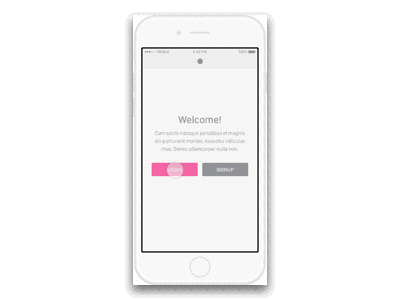 Welcome!
Cum sociis natoque penatibus et magnis
dis parturient montes, nascetur ridiculus
mus. Donec ullamcorper nulla non
LOGIN
SIGNUP